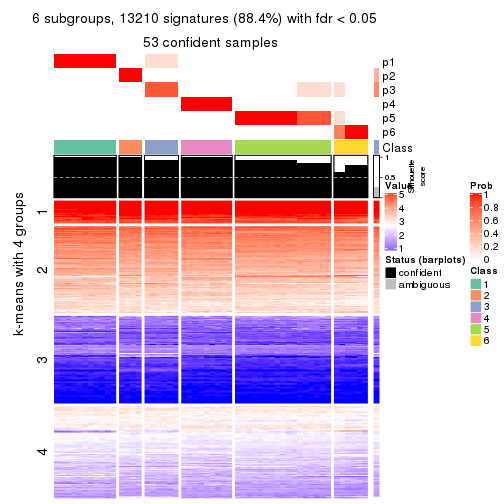 6 subgroups, 13210 signatures (88.4%) with fdr < 0.05
53 confident samples
p1
p2
p3
p4
p5
p6
Class
1
0.5
0
Silhouette
score
k-means with 4 groups
1
2
3
4
Value
5
4
3
2
1
Status (barplots)
confident
ambiguous
Prob
1
0.8
0.6
0.4
0.2
0
Class
1
2
3
4
5
6